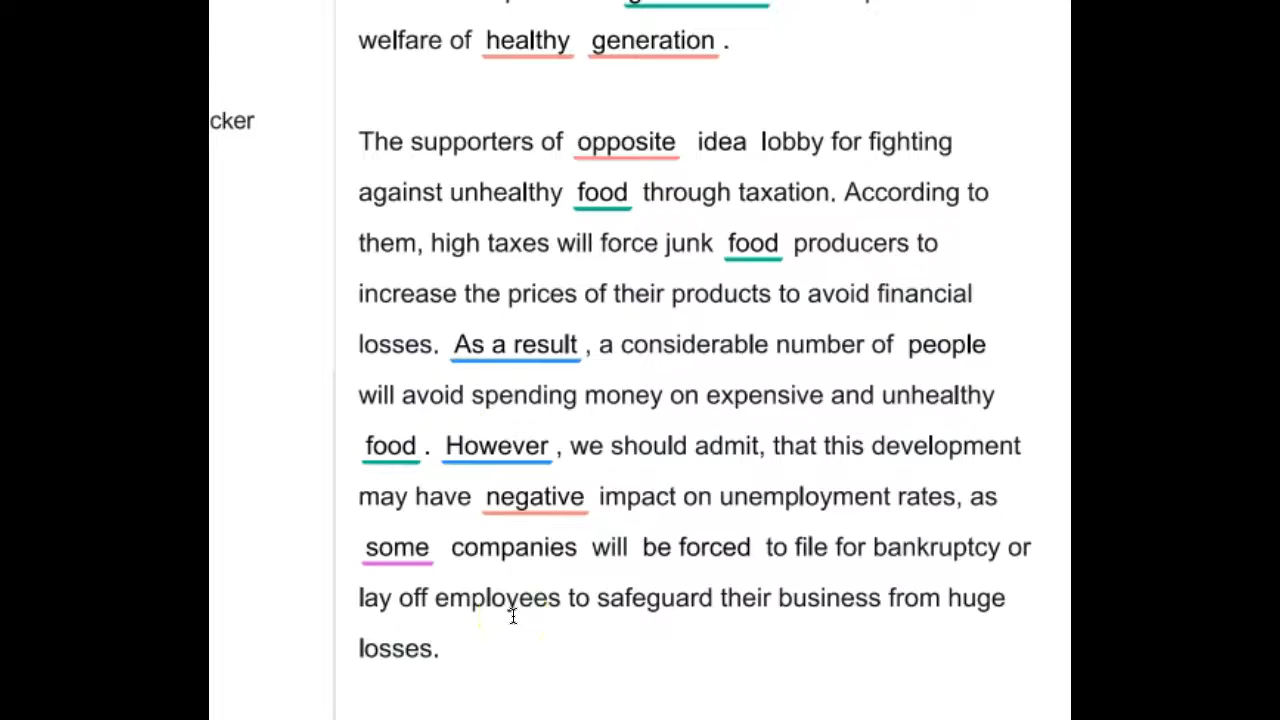 welfare of healthy generation .
cker
The supporters of opposite idea lobby for fighting
against unhealthy food through taxation. According to
them, high taxes will force junk food producers to
increase the prices of their products to avoid financial
losses. As a result , a considerable number of people
will avoid spending money on expensive and unhealthy
food . However , we should admit, that this development
may have negative impact on unemployment rates, as
some companies will be forced to file for bankruptcy or
lay off employees to safeguard their business from huge
losses.